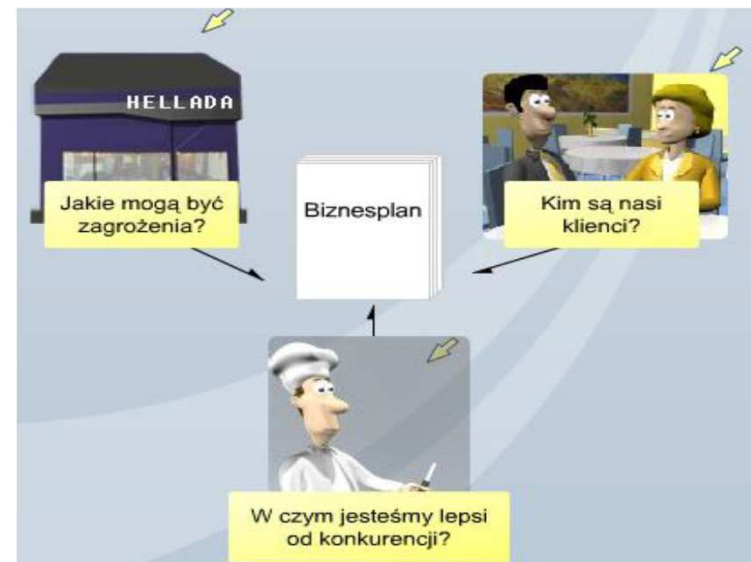 HELLADA
Jakie mogą być
zagrożenia?
Biznesplan
Kim są nasi
klienci?
W czym jesteśmy lepsi
od konkurencji?